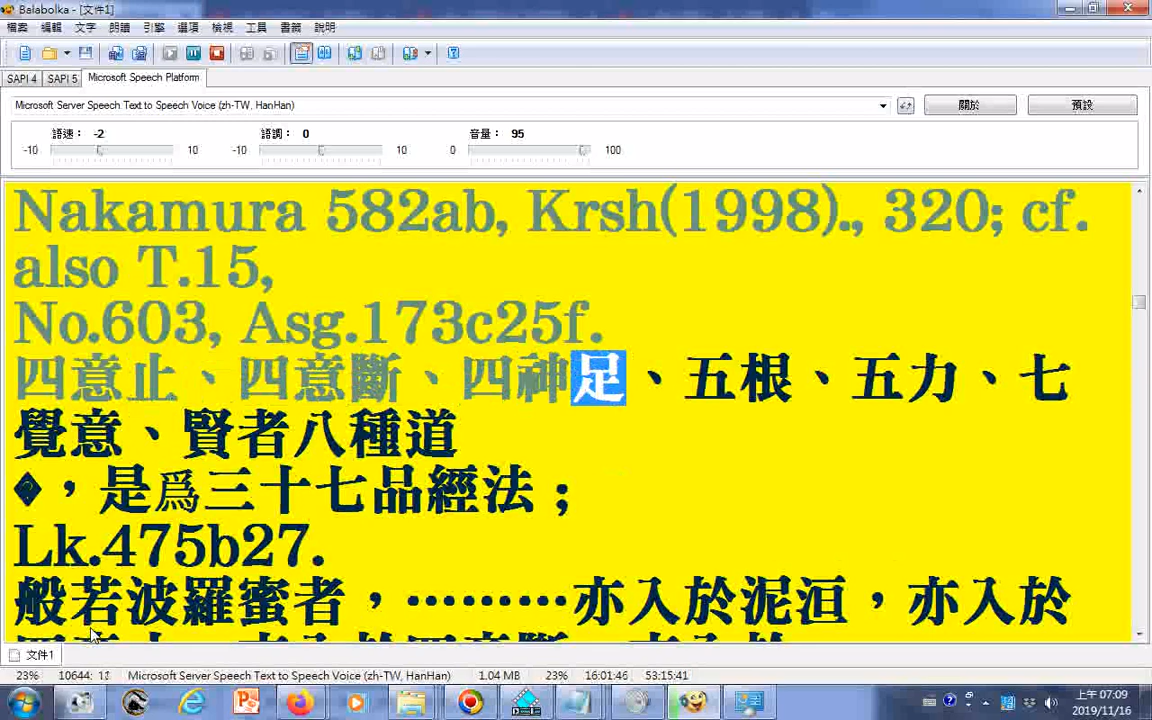 Balabolka - [文件1]
檔案 編輯 文字 朗讀 引擎 選項 檢視 工具 書籤 說明
SAPI 4 SAPI 5 Microsoft Speech Platform
Microsoft Server Speech Text to Speech Voice (zh-TW, HanHan) 關於 預設
語速： -2 語調： 0 音量： 95
-10 10 -10 10 0 100
Nakamura 582ab, Krsh(1998)., 320; cf.
also T.15,
No.603, Asg.173c25f.
四意止、四意斷、四神足、五根、五力、七
覺意、賢者八種道
�，是爲三十七品經法；
Lk.475b27.
般若波羅蜜者，………亦入於泥洹，亦入於
文件1
23% 10644: 11 Microsoft Server Speech Text to Speech Voice (zh-TW, HanHan) 1.04 MB 23% 16:01:46 53:15:41
上午 07:09
2019/11/16